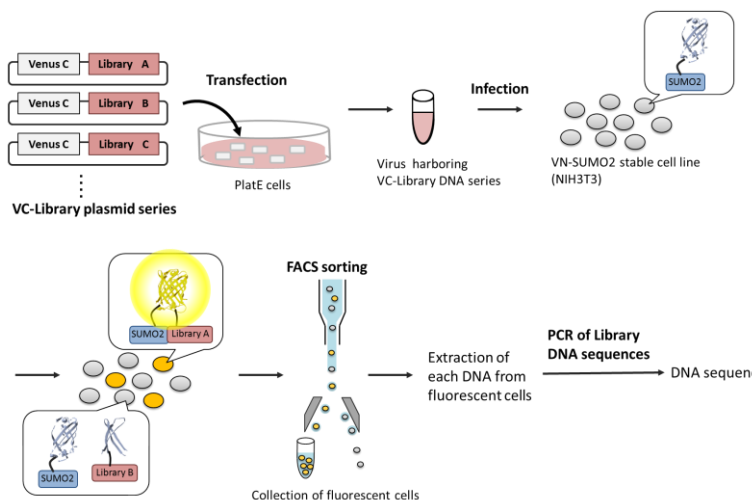 Venus C Library A
Venus C Library B
Venus C Library C
VC-Library plasmid series
Transfection
PlatE cells
Virus harboring
VC-Library DNA series
Infection
SUMO2
VN-SUMO2 stable cell line
(NIH3T3)
SUMO2 Library A
SUMO2 Library B
FACS sorting
Collection of fluorescent cells
Extraction of
each DNA from
fluorescent cells
PCR of Library
DNA sequences
DNA sequenc